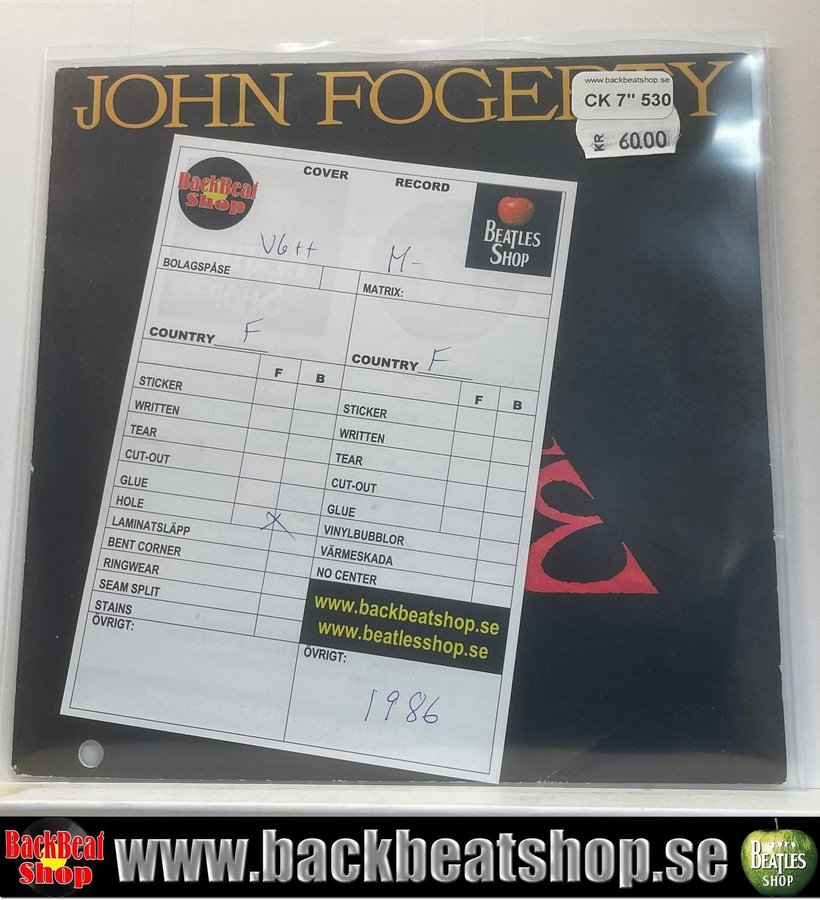 JOHN FOGERTY
www.backbeatshop.se
CK 7" 530
KR 6000
BackBeat
Shop
COVER
RECORD
BEATLES
SHOP
VG++
M-
BOLAGSPÅSE
MATRIX:
COUNTRY F
COUNTRY F
F B
F B
STICKER
WRITTEN
TEAR
CUT-OUT
GLUE
HOLE X
LAMINATSLÄPP
BENT CORNER
RINGWEAR
SEAM SPLIT
STAINS
ÖVRIGT:
STICKER
WRITTEN
TEAR
CUT-OUT
GLUE
VINYLBUBBLOR
VÄRMESKADA
NO CENTER
www.backbeatshop.se
www.beatlesshop.se
ÖVRIGT:
1986
BackBeat
Shop
www.backbeatshop.se
BEATLES
SHOP